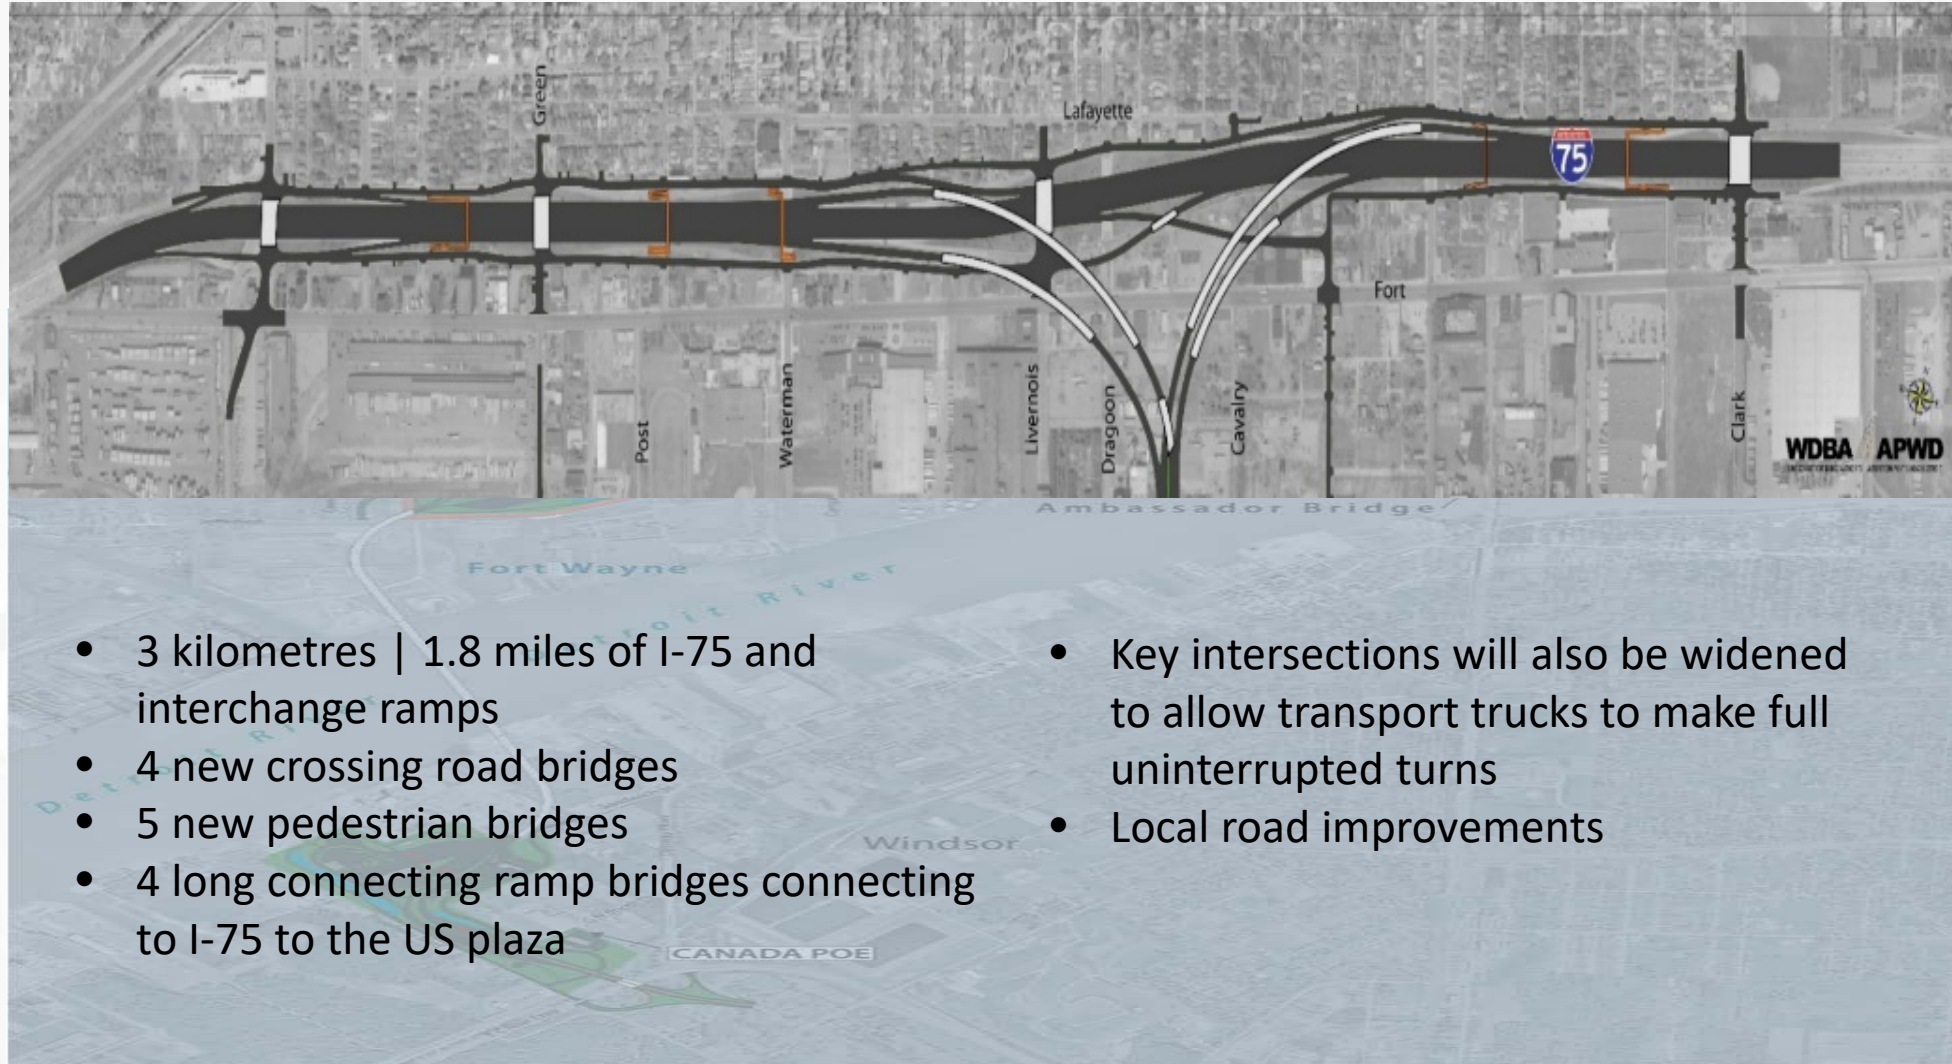 Green
Lafayette
75
Fort
Post
Waterman
Livernois
Dragoon
Cavalry
Clark
WDBA APWD
Ambassador Bridge
Fort Wayne
Detroit River
Detroit River
Windsor
CANADA POE
• 3 kilometres | 1.8 miles of I-75 and
interchange ramps
• 4 new crossing road bridges
• 5 new pedestrian bridges
• 4 long connecting ramp bridges connecting
to I-75 to the US plaza
• Key intersections will also be widened
to allow transport trucks to make full
uninterrupted turns
• Local road improvements